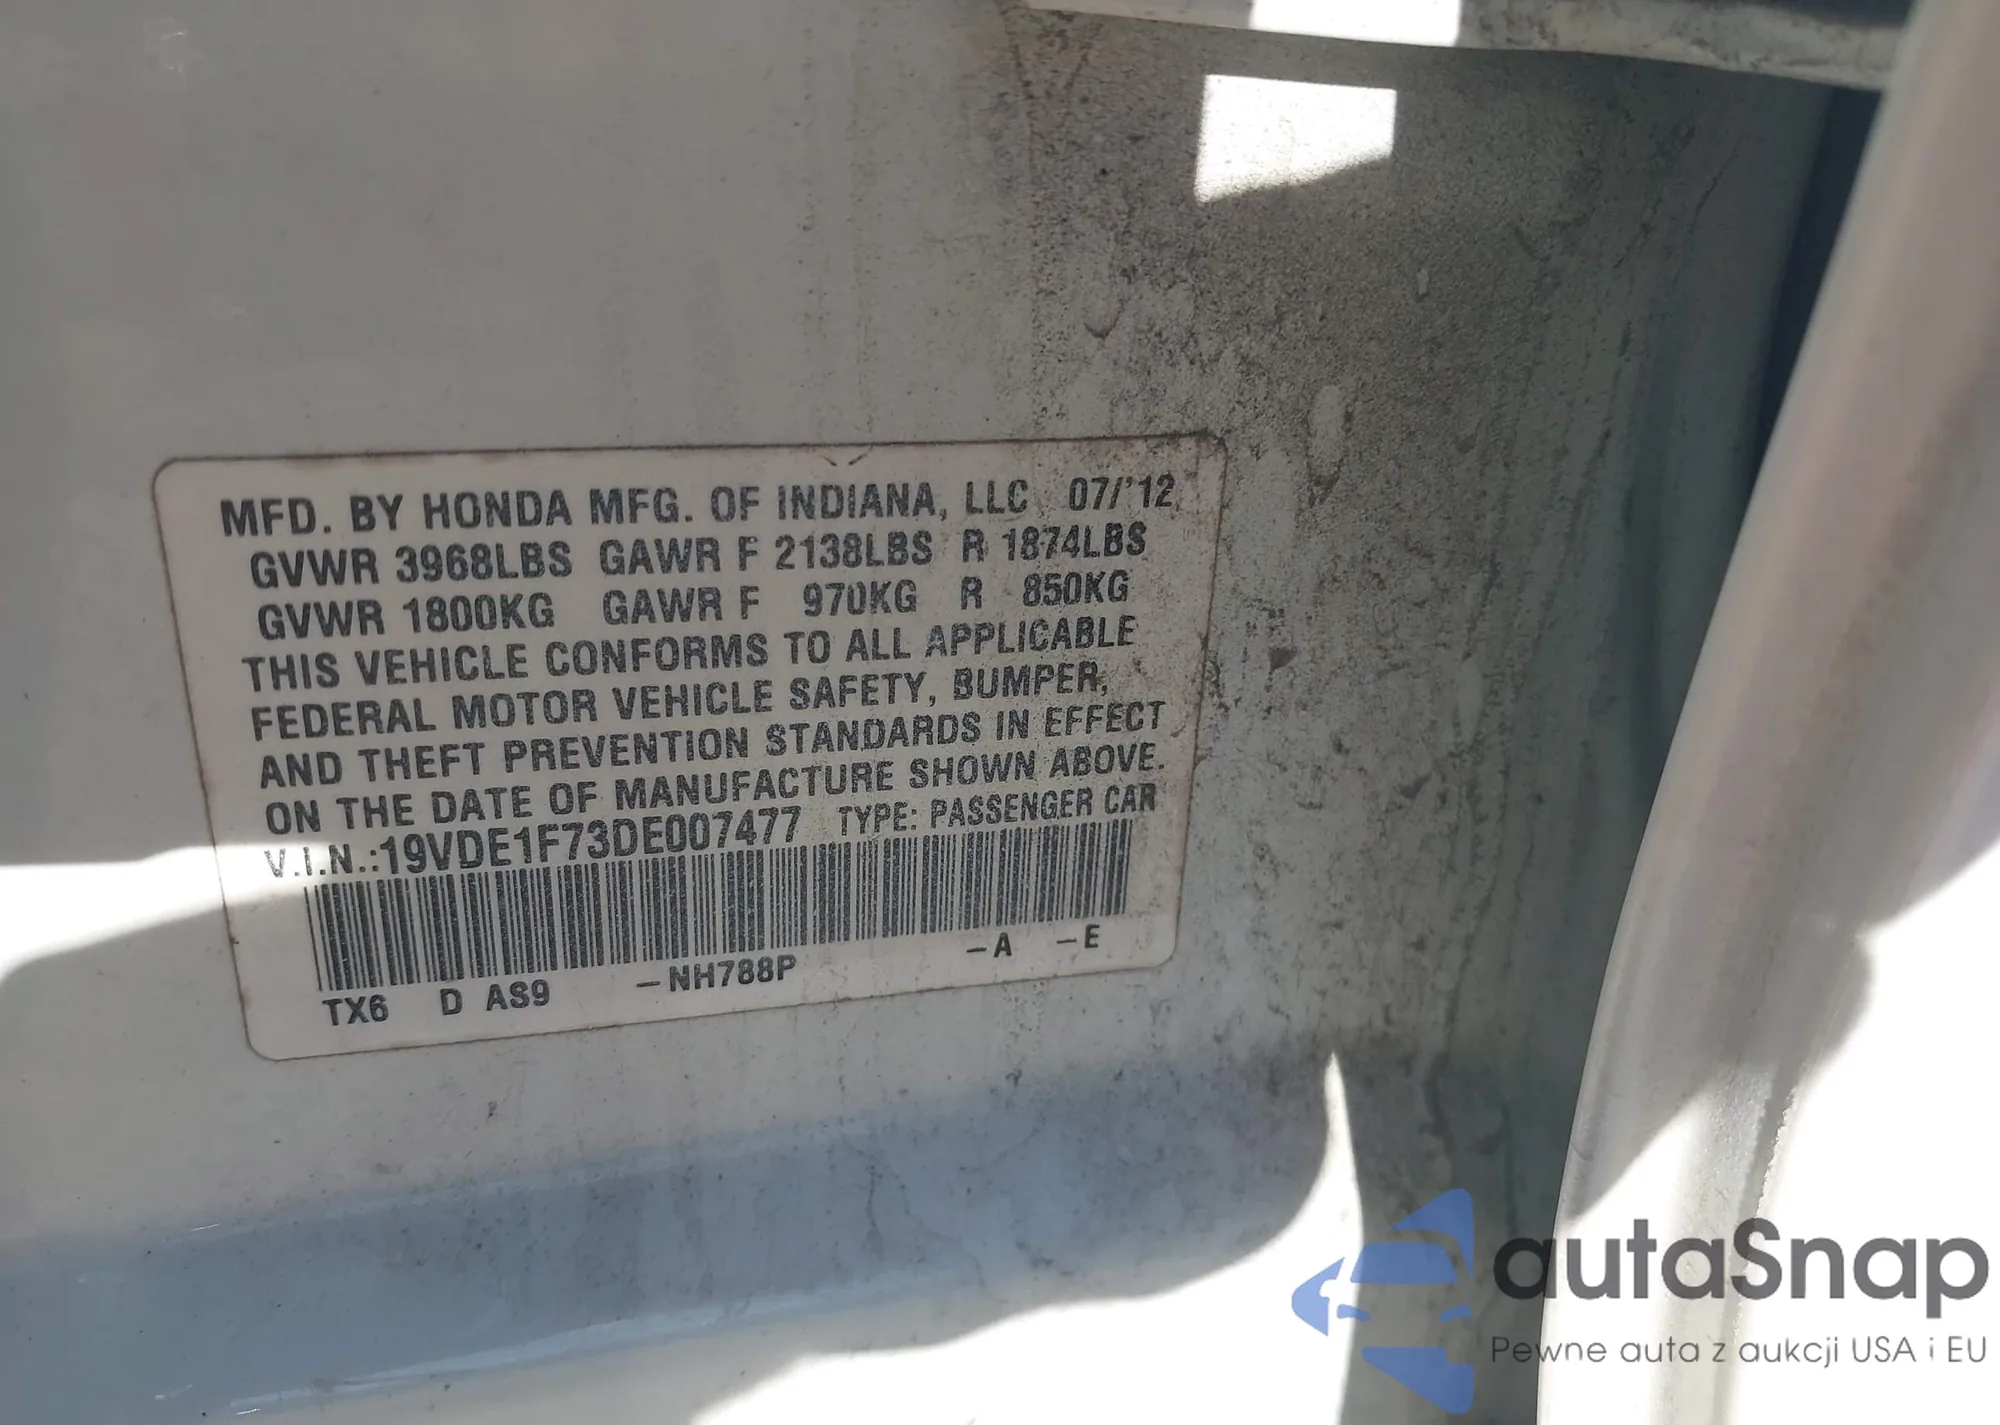 MFD. BY HONDA MFG. OF INDIANA, LLC 07/'12
GVWR 3968LBS GAWR F 2138LBS R 1874LBS
GVWR 1800KG GAWR F 970KG R 850KG
THIS VEHICLE CONFORMS TO ALL APPLICABLE
FEDERAL MOTOR VEHICLE SAFETY, BUMPER,
AND THEFT PREVENTION STANDARDS IN EFFECT
ON THE DATE OF MANUFACTURE SHOWN ABOVE.
V.I.N.:19VDE1F73DE007477 TYPE: PASSENGER CAR
TX6 D AS9 -NH788P -A -E
autaSnap
Pewne auta z aukcji USA i EU